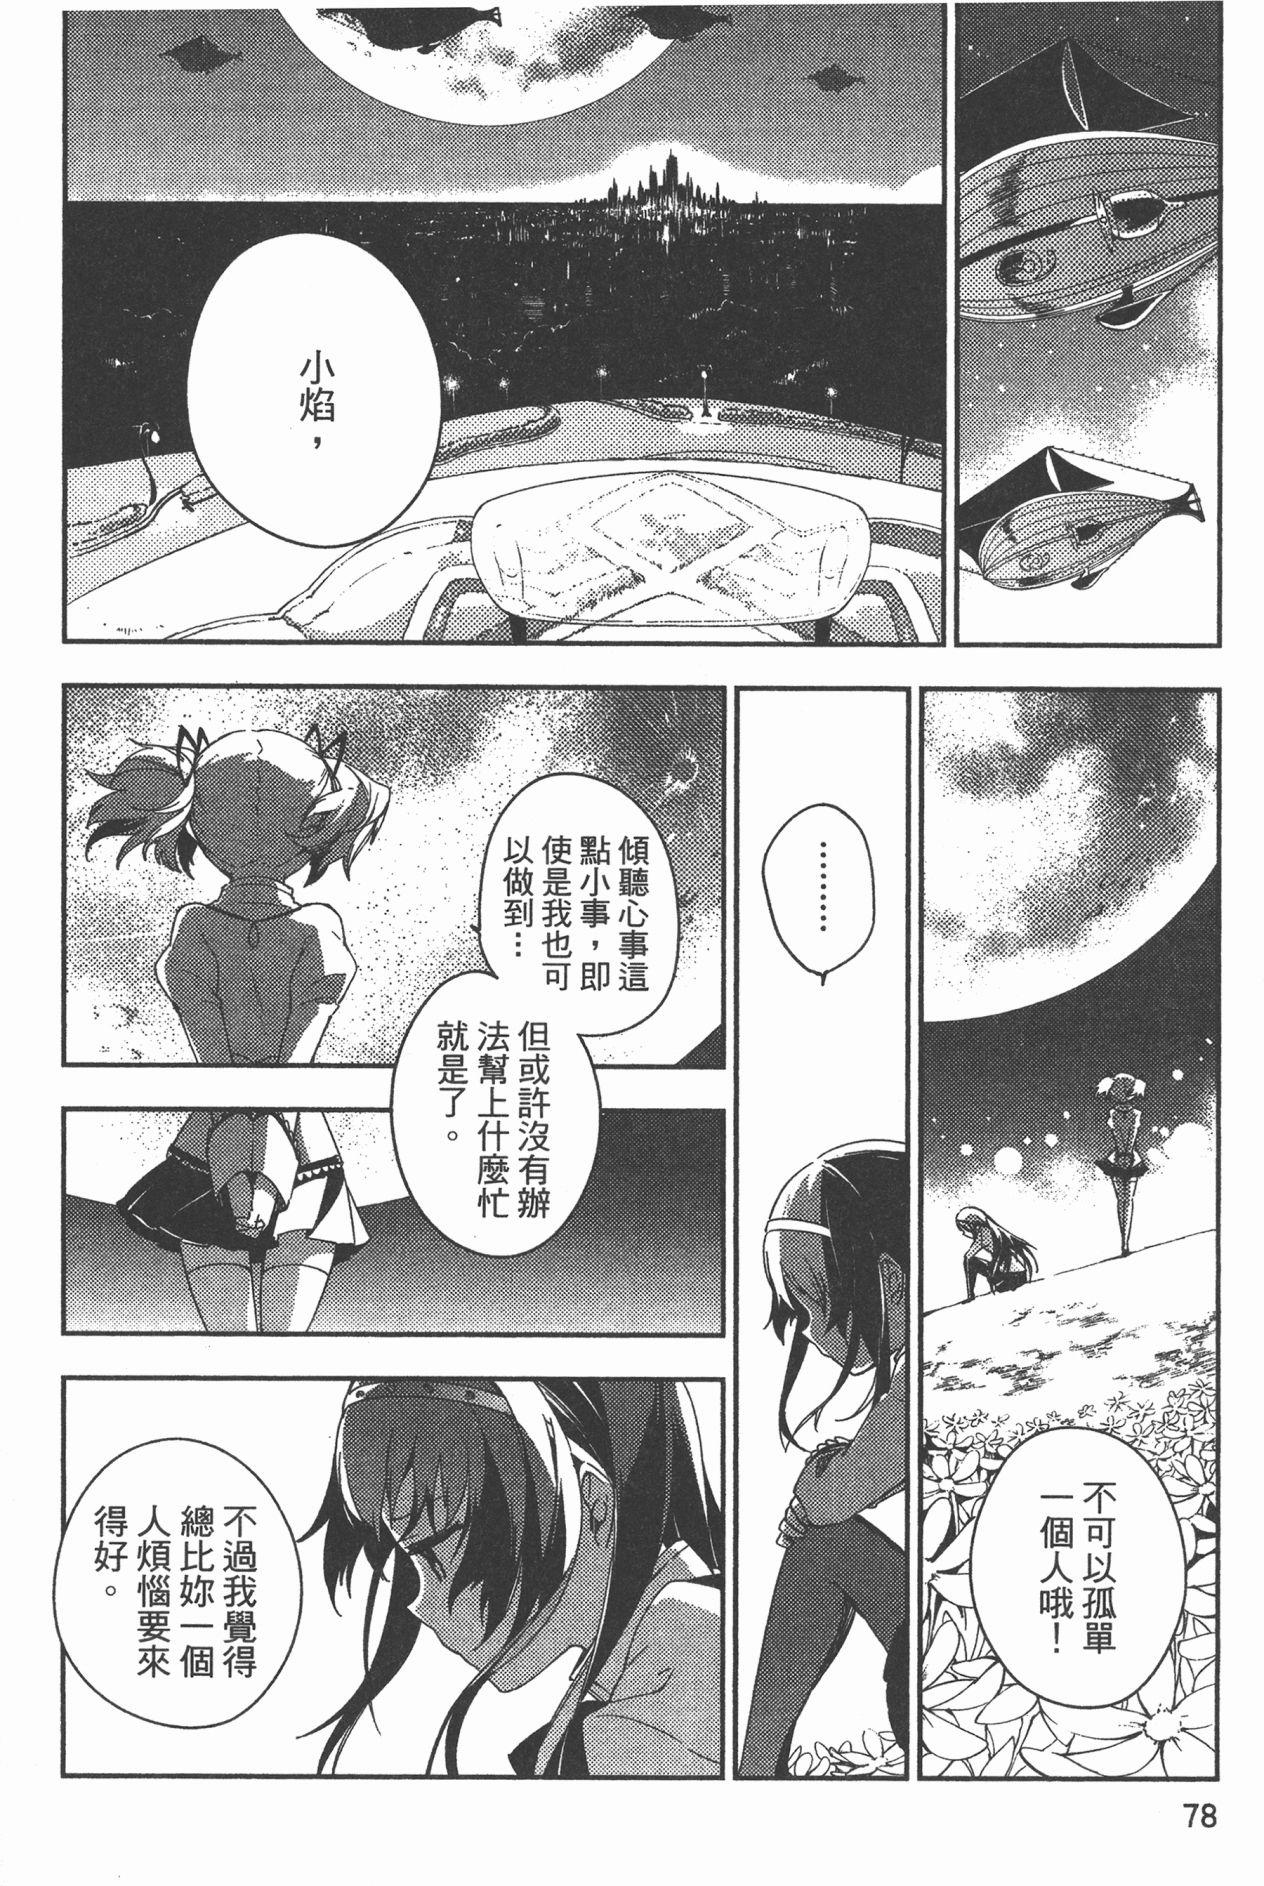 小焰，
不可以孤單
一個人哦！
………
傾聽心事這
點小事，即
使是我也可
以做到…
但或許沒有辦
法幫上什麼忙
就是了。
不過我覺得
總比妳一個
人煩惱要來
得好。
78